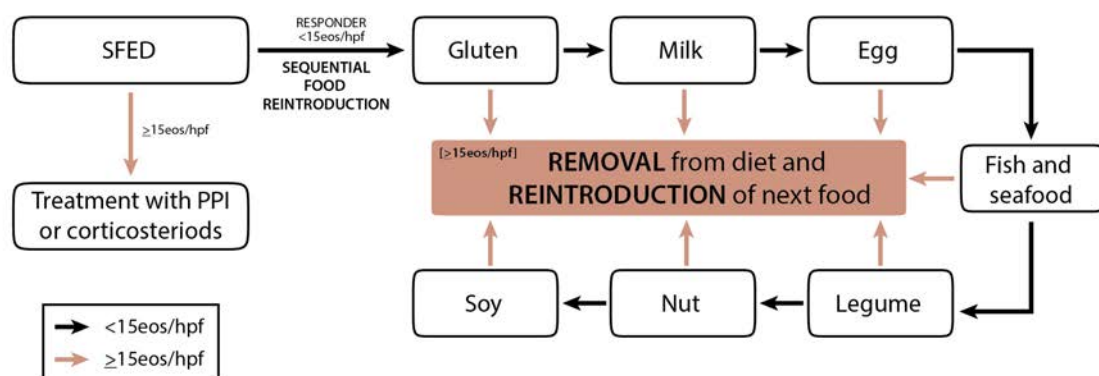 SFED
RESPONDER
<15eos/hpf
SEQUENTIAL
FOOD
REINTRODUCTION
Gluten
Milk
Egg
≥15eos/hpf
[≥15eos/hpf]
REMOVAL from diet and
REINTRODUCTION of next food
Fish and
seafood
Treatment with PPI
or corticosteriods
Soy
Nut
Legume
<15eos/hpf
≥15eos/hpf